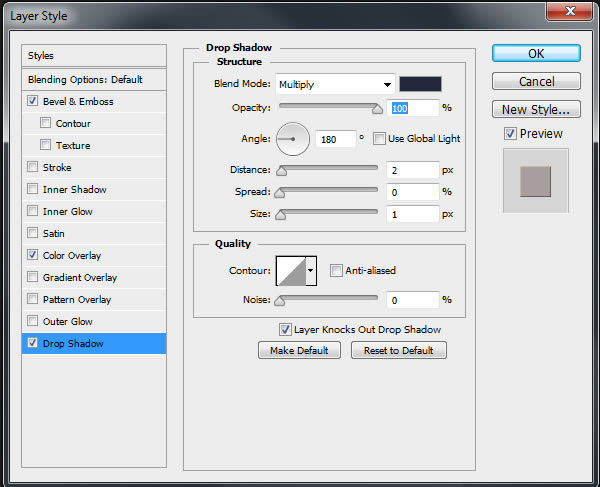 Layer Style
Styles
Blending Options: Default
Bevel & Emboss
Contour
Texture
Stroke
Inner Shadow
Inner Glow
Satin
Color Overlay
Gradient Overlay
Pattern Overlay
Outer Glow
Drop Shadow
Drop Shadow
Structure
Blend Mode: Multiply
Opacity: 100 %
Angle: 180 ° Use Global Light
Distance: 2 px
Spread: 0 %
Size: 1 px
Quality
Contour: Anti-aliased
Noise: 0 %
Layer Knocks Out Drop Shadow
Make Default Reset to Default
OK
Cancel
New Style...
Preview